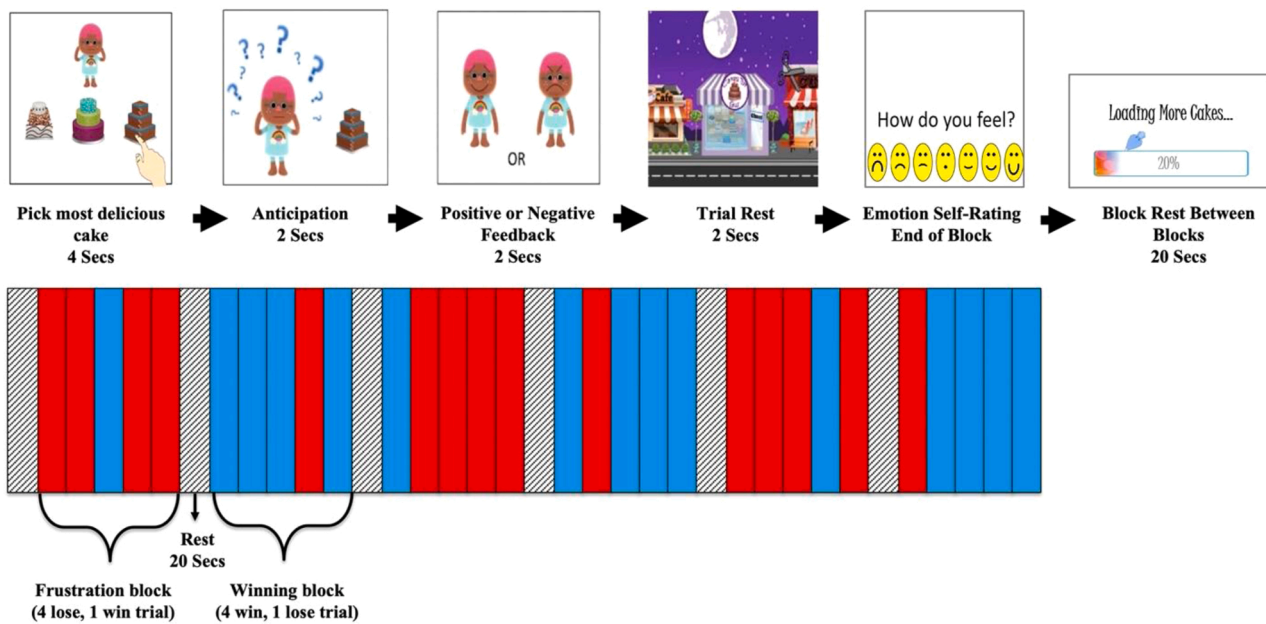 OR
How do you feel?
Loading More Cakes...
20%
Pick most delicious
cake
4 Secs
Anticipation
2 Secs
Positive or Negative
Feedback
2 Secs
Trial Rest
2 Secs
Emotion Self-Rating
End of Block
Block Rest Between
Blocks
20 Secs
Rest
20 Secs
Frustration block
(4 lose, 1 win trial)
Winning block
(4 win, 1 lose trial)